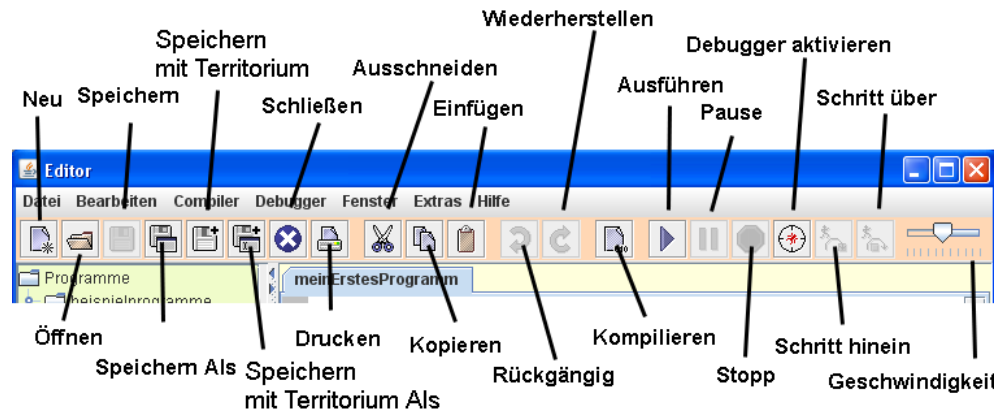 Wiederherstellen
Speichern
mit Territorium
Debugger aktivieren
Ausschneiden
Ausführen
Neu
Speichern
Schließen
Einfügen
Pause
Schritt über
Editor
Datei Bearbeiten Compiler Debugger Fenster Extras Hilfe
Programme
meinErstesProgramm
beispielprogramme
Öffnen
Drucken
Kopieren
Kompilieren
Speichern Als
Speichern
mit Territorium Als
Rückgängig
Stopp
Schritt hinein
Geschwindigkeit